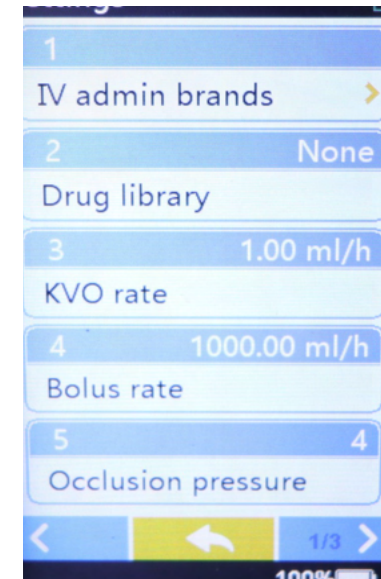 1
IV admin brands
2 None
Drug library
3 1.00 ml/h
KVO rate
4 1000.00 ml/h
Bolus rate
5 4
Occlusion pressure
1/3
100%